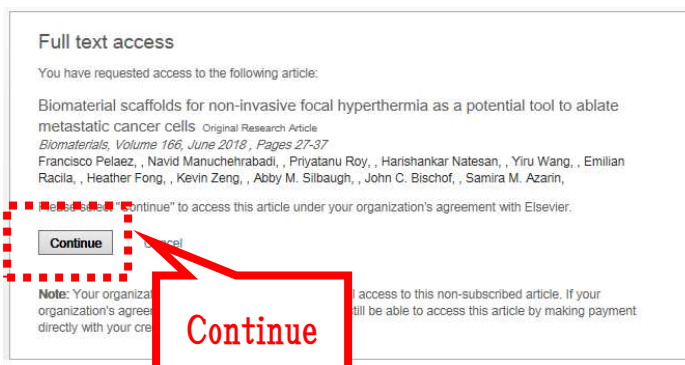 Full text access
You have requested access to the following article:
Biomaterial scaffolds for non-invasive focal hyperthermia as a potential tool to ablate
metastatic cancer cells Original Research Article
Biomaterials, Volume 166, June 2018 , Pages 27-37
Francisco Pelaez, , Navid Manuchehrabadi, , Priyatanu Roy, , Harishankar Natesan, , Yiru Wang, , Emilian
Racila, , Heather Fong, , Kevin Zeng, , Abby M. Silbaugh, , John C. Bischof, , Samira M. Azarin,
Please select "Continue" to access this article under your organization's agreement with Elsevier.
Continue Cancel
Note: Your access to this non-subscribed article. If your
organization's still be able to access this article by making payment
directly with your
Continue